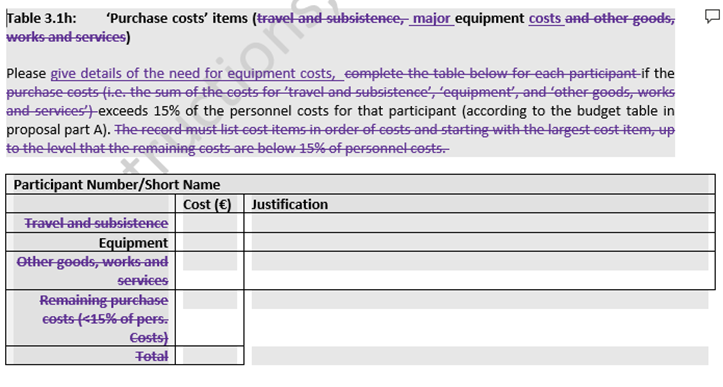 Table 3.1h: 'Purchase costs' items (travel and subsistence, major equipment costs and other goods,
works and services)
Please give details of the need for equipment costs, complete the table below for each participant if the
purchase costs (i.e. the sum of the costs for 'travel and subsistence', 'equipment', and 'other goods, works
and services') exceeds 15% of the personnel costs for that participant (according to the budget table in
proposal part A). The record must list cost items in order of costs and starting with the largest cost item, up
to the level that the remaining costs are below 15% of personnel costs.
Participant Number/Short Name
Cost (€) Justification
Travel and subsistence
Equipment
Other goods, works and
services
Remaining purchase
costs (<15% of pers.
Costs)
Total
tructions